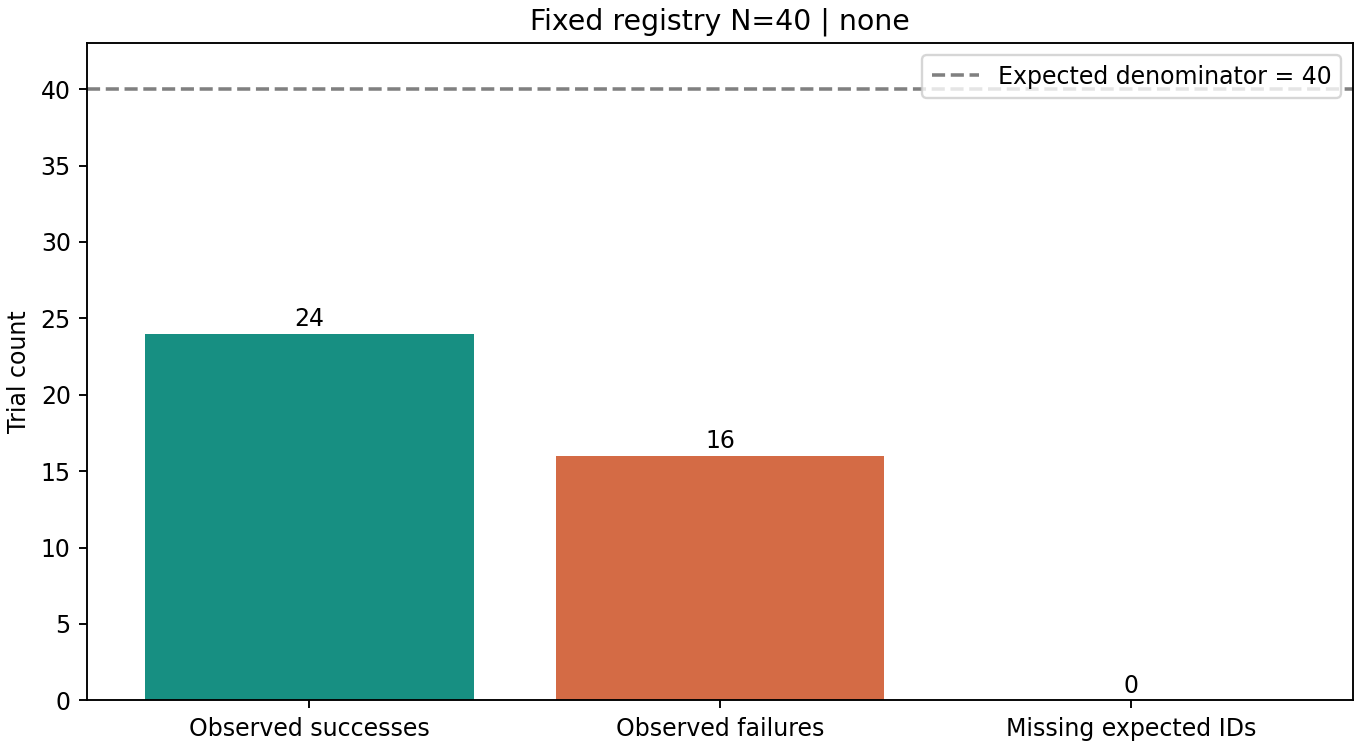 Fixed registry N=40 | none
Expected denominator = 40
Trial count
40
35
30
25
20
15
10
5
0
24
16
0
Observed successes
Observed failures
Missing expected IDs